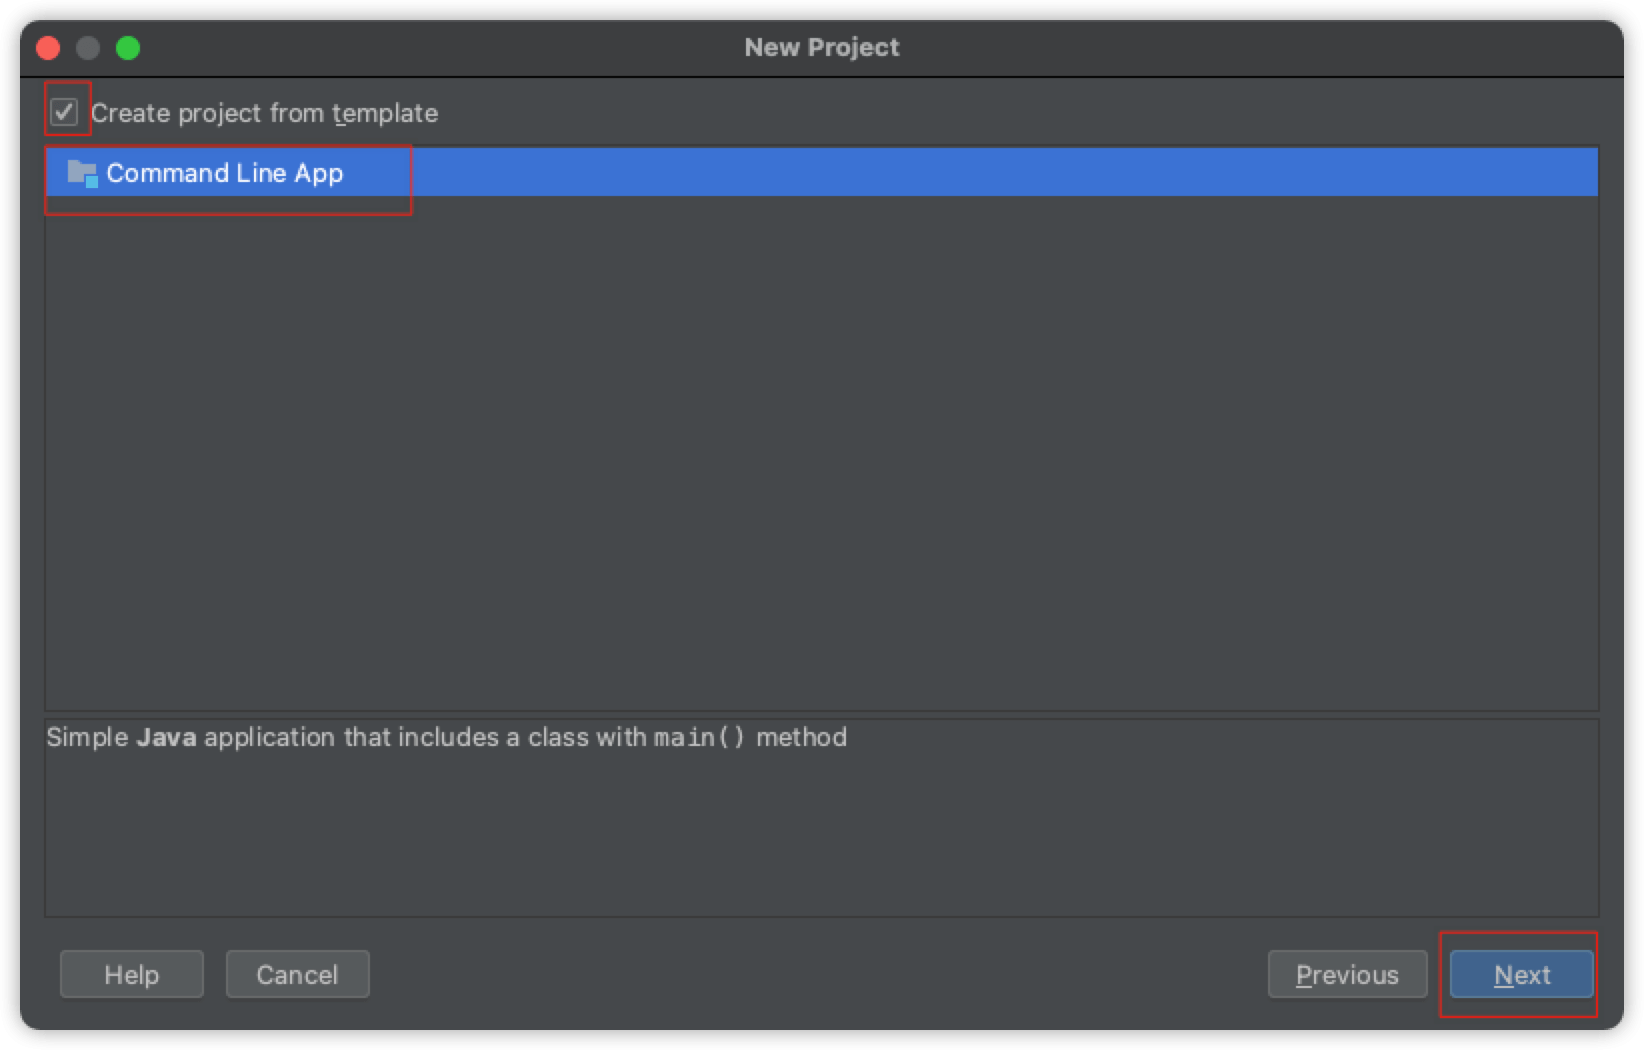 New Project
Create project from template
Command Line App
Simple Java application that includes a class with main() method
Help Cancel Previous Next